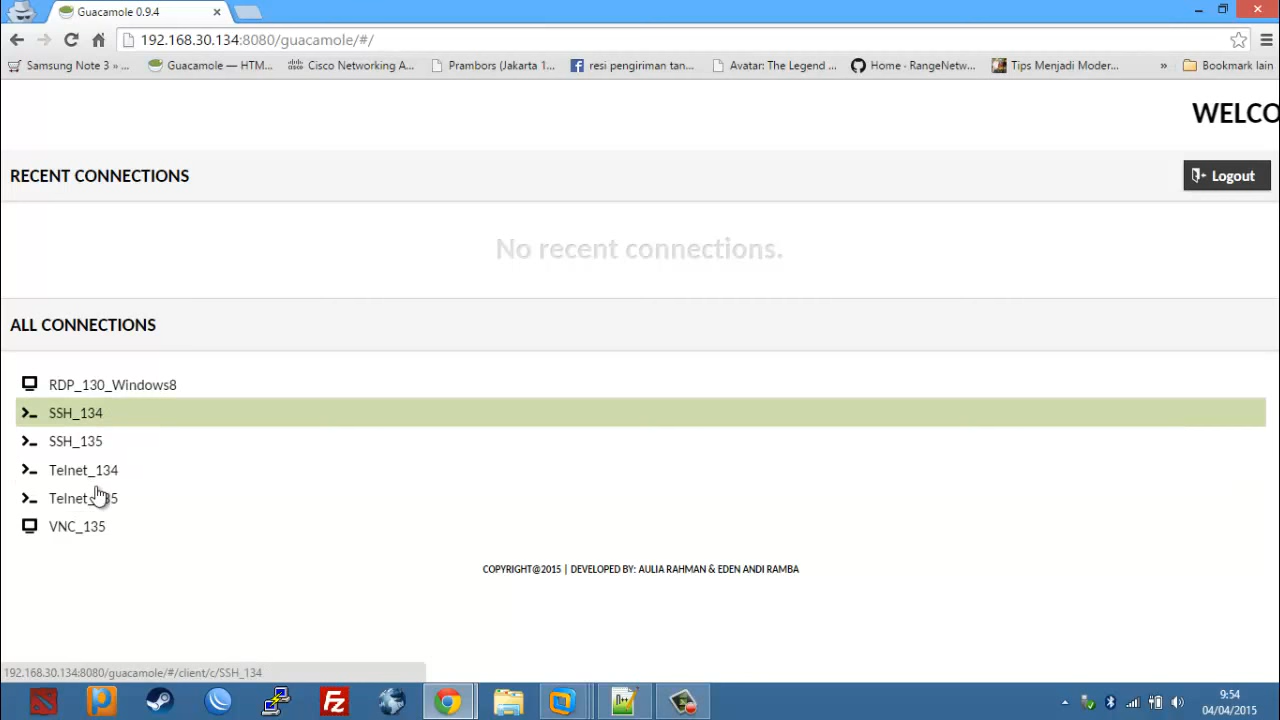 Guacamole 0.9.4
192.168.30.134:8080/guacamole/#/
Samsung Note 3 » ...
Guacamole — HTM...
Cisco Networking A...
Prambors (Jakarta 1...
resi pengiriman tan...
Avatar: The Legend ...
Home - RangeNetw...
Tips Menjadi Moder...
»
Bookmark lain
WELCO
RECENT CONNECTIONS
Logout
No recent connections.
ALL CONNECTIONS
RDP_130_Windows8
SSH_134
SSH_135
Telnet_134
Telnet_135
VNC_135
COPYRIGHT@2015 | DEVELOPED BY: AULIA RAHMAN & EDEN ANDI RAMBA
192.168.30.134:8080/guacamole/#/client/c/SSH_134
9:54
04/04/2015